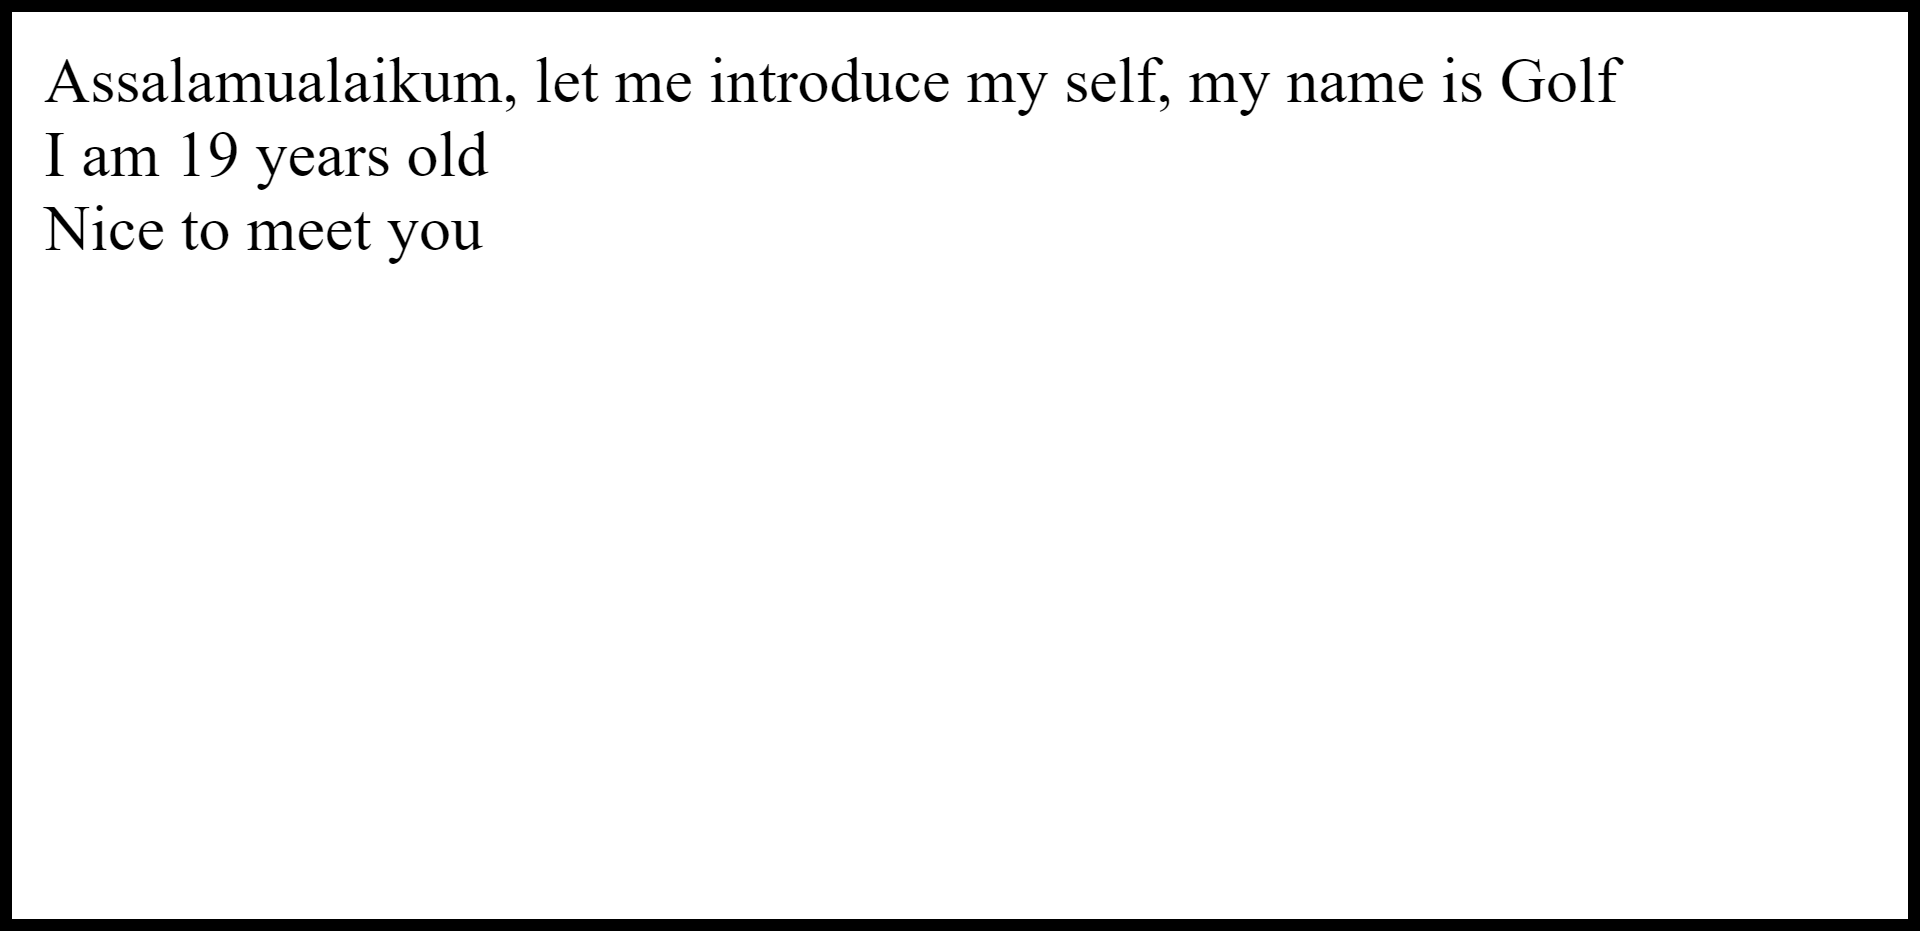 Assalamualaikum, let me introduce my self, my name is Golf
I am 19 years old
Nice to meet you